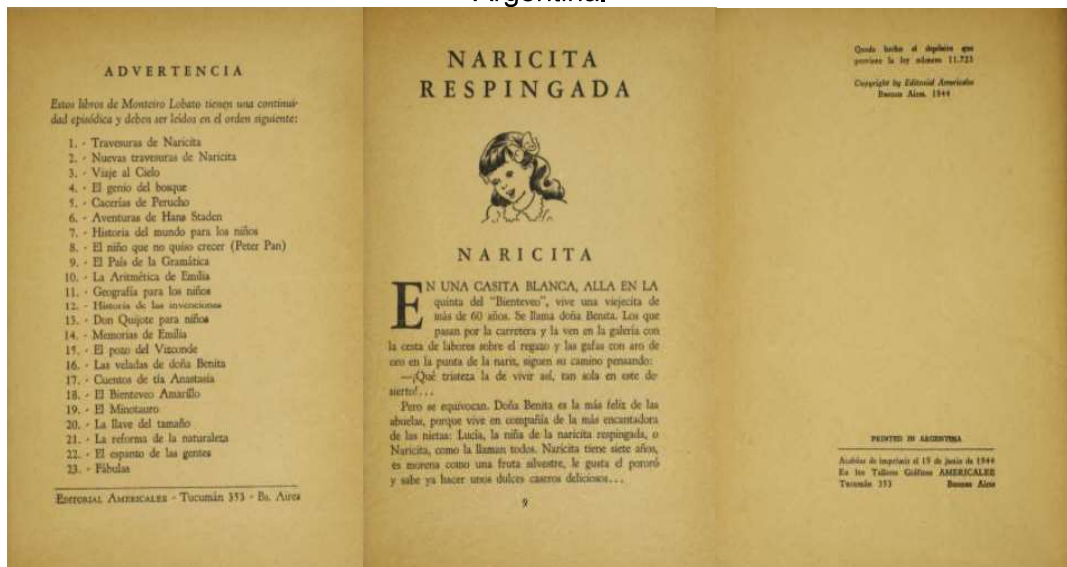 Argentina.
ADVERTENCIA
Estos libros de Monteiro Lobato tienen una continui-
dad episódica y deben ser leídos en el orden siguiente:
1. - Travesuras de Naricita
2. - Nuevas travesuras de Naricita
3. - Viaje al Cielo
4. - El genio del bosque
5. - Cacerías de Perucho
6. - Aventuras de Hans Staden
7. - Historia del mundo para los niños
8. - El niño que no quiso crecer (Peter Pan)
9. - El País de la Gramática
10. - La Aritmética de Emilia
11. - Geografía para los niños
12. - Historia de las invenciones
13. - Don Quijote para niños
14. - Memorias de Emilia
15. - El pozo del Vizconde
16. - Las veladas de doña Benita
17. - Cuentos de tía Anastasia
18. - El Bienteveo Amarillo
19. - El Minotauro
20. - La llave del tamaño
21. - La reforma de la naturaleza
22. - El espanto de las gentes
23. - Fábulas
EDITORIAL AMERICALEE - Tucumán 353 - Bs. Aires
NARICITA
RESPINGADA
NARICITA
EN UNA CASITA BLANCA, ALLA EN LA
quinta del "Bienteveo", vive una viejecita de
más de 60 años. Se llama doña Benita. Los que
pasan por la carretera y la ven en la galería con
la cesta de labores sobre el regazo y las gafas con aro de
oro en la punta de la nariz, siguen su camino pensando:
—¡Qué tristeza la de vivir así, tan sola en este de-
sierto!...
Pero se equivocan. Doña Benita es la más feliz de las
abuelas, porque vive en compañía de la más encantadora
de las nietas: Lucía, la niña de la naricita respingada, o
Naricita, como la llaman todos. Naricita tiene siete años,
es morena como una fruta silvestre, le gusta el pororó
y sabe ya hacer unos dulces caseros deliciosos...
9
Queda hecho el depósito que
previene la ley número 11.723
Copyright by Editorial Americalee
Buenos Aires, 1944
PRINTED IN ARGENTINA
Acabóse de imprimir el 19 de junio de 1944
En los Talleres Gráficos AMERICALEE
Tucumán 353 Buenos Aires